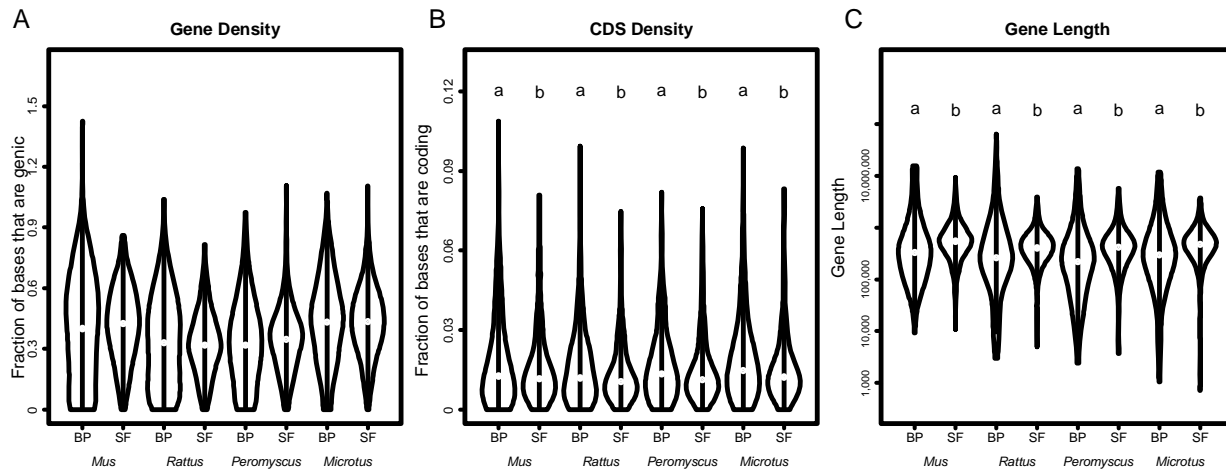 A
Gene Density
Fraction of bases that are genic
1.5
1.2
0.9
0.6
0.3
0
BP SF BP SF BP SF BP SF
Mus Rattus Peromyscus Microtus
B
CDS Density
Fraction of bases that are coding
0.12
0.09
0.06
0.03
0
a b a b a b a b
BP SF BP SF BP SF BP SF
Mus Rattus Peromyscus Microtus
C
Gene Length
Gene Length
10,000,000
100,000
10,000
1,000
a b a b a b a b
BP SF BP SF BP SF BP SF
Mus Rattus Peromyscus Microtus